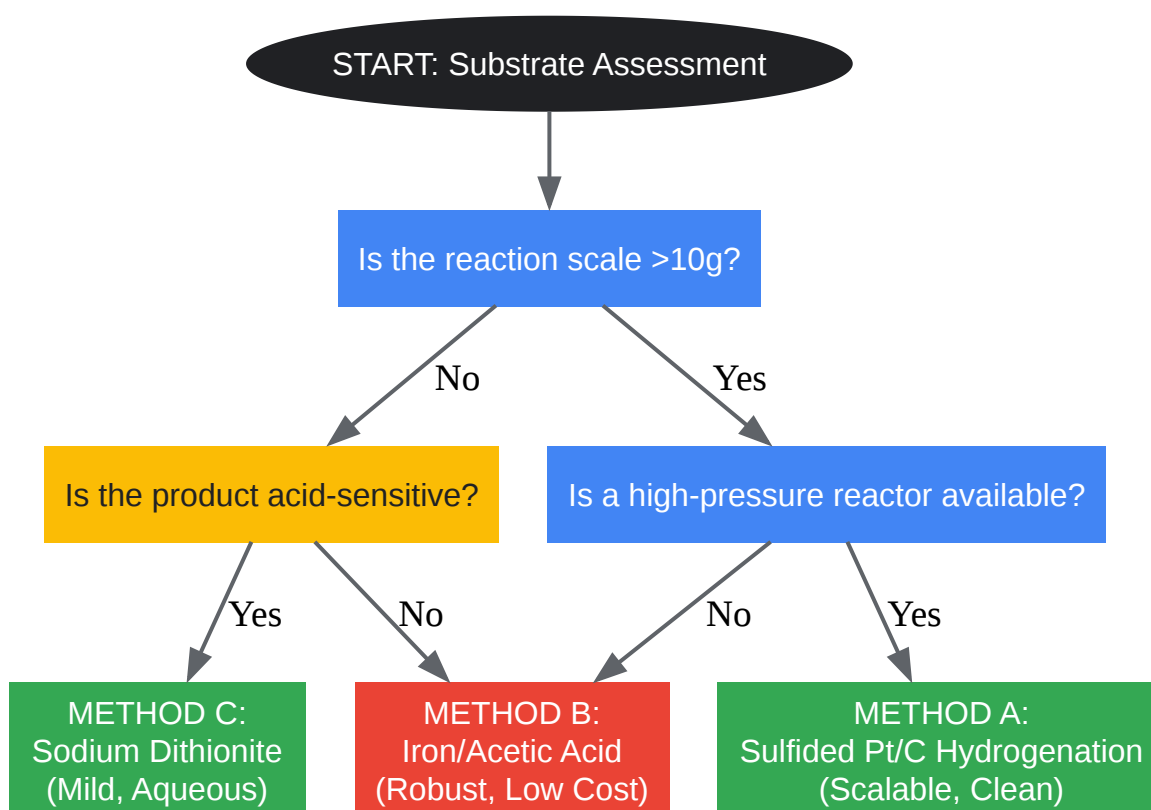 START: Substrate Assessment
Is the reaction scale >10g?
No
Yes
Is the product acid-sensitive?
Is a high-pressure reactor available?
Yes
No
No
Yes
METHOD C:
Sodium Dithionite
(Mild, Aqueous)
METHOD B:
Iron/Acetic Acid
(Robust, Low Cost)
METHOD A:
Sulfided Pt/C Hydrogenation
(Scalable, Clean)